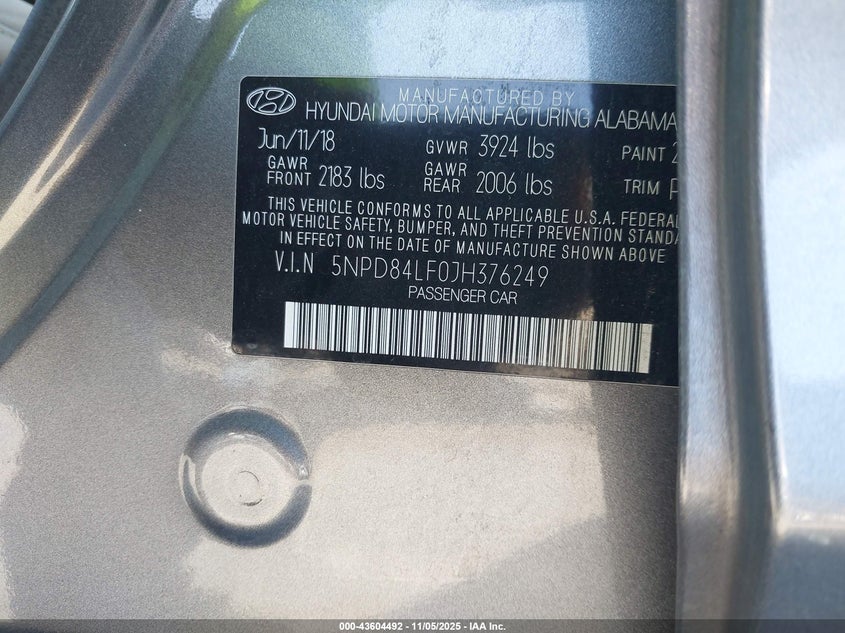 MANUFACTURED BY
HYUNDAI MOTOR MANUFACTURING ALABAMA
Jun/11/18 GVWR 3924 lbs PAINT
GAWR FRONT 2183 lbs GAWR REAR 2006 lbs TRIM
THIS VEHICLE CONFORMS TO ALL APPLICABLE U.S.A. FEDERAL
MOTOR VEHICLE SAFETY, BUMPER, AND THEFT PREVENTION
IN EFFECT ON THE DATE OF MANUFACTURE SHOWN ABOVE
V.I.N 5NPD84LF0JH376249
PASSENGER CAR
000-43604492 - 11/05/2025 - IAA Inc.